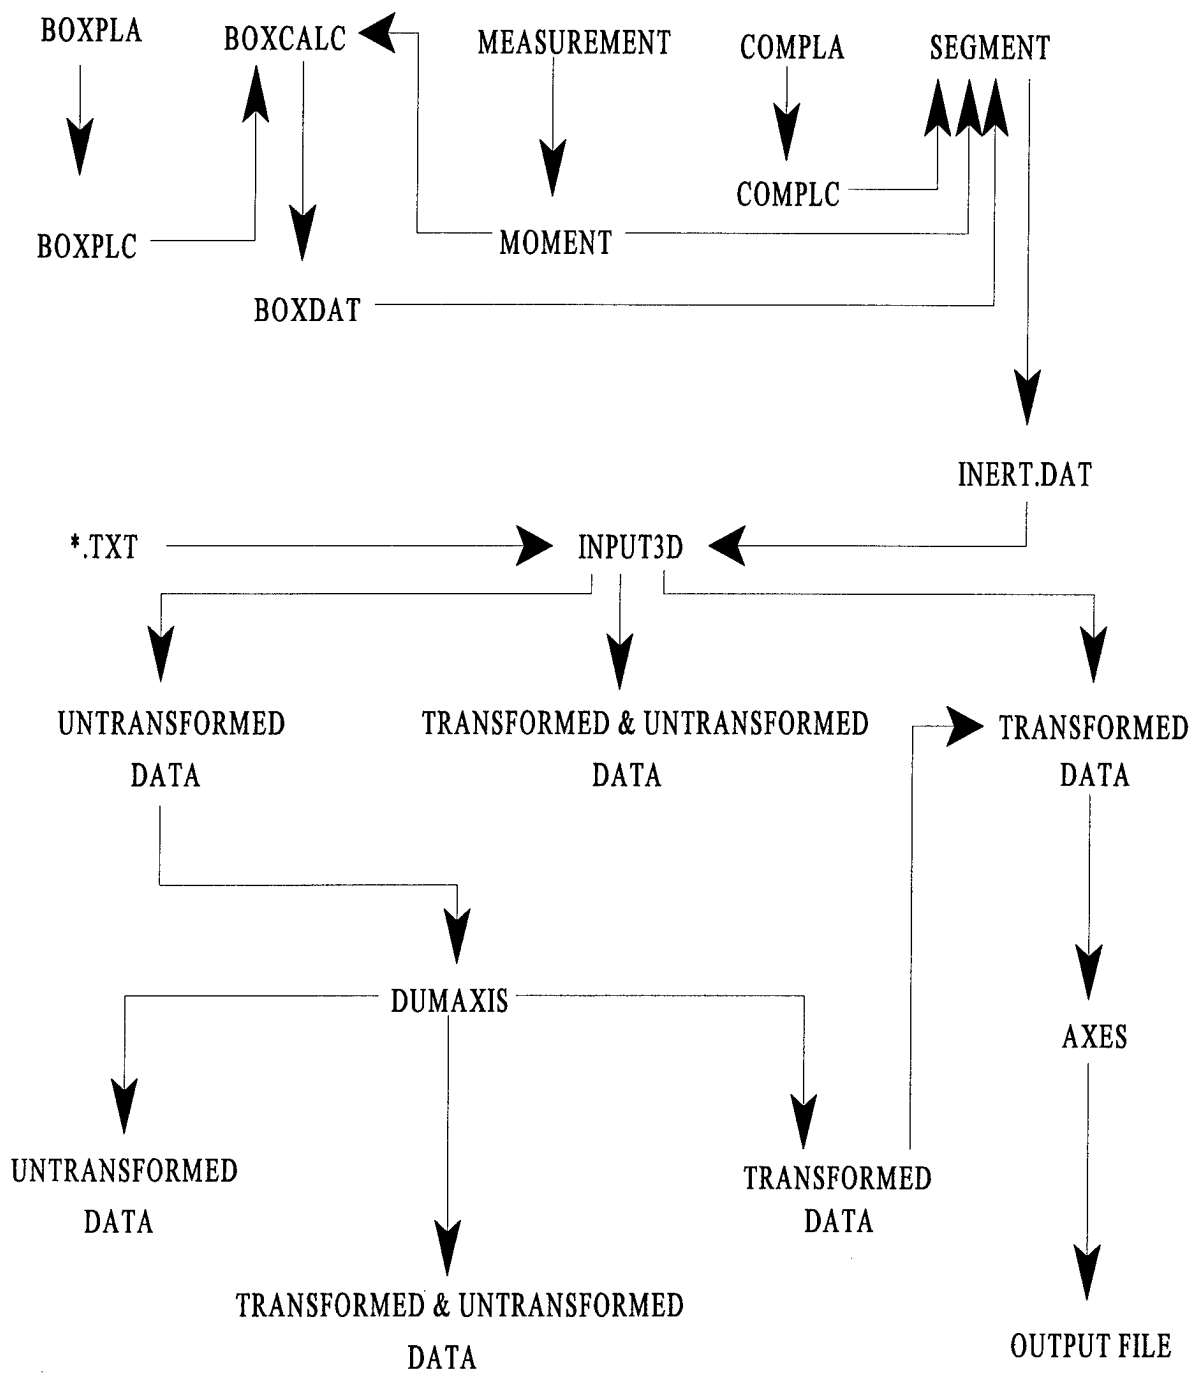 BOXPLA
BOXCALC
MEASUREMENT
COMPLA
SEGMENT
COMPLC
BOXPLC
MOMENT
BOXDAT
INERT.DAT
*.TXT
INPUT3D
UNTRANSFORMED
DATA
TRANSFORMED & UNTRANSFORMED
DATA
TRANSFORMED
DATA
DUMAXIS
AXES
UNTRANSFORMED
DATA
TRANSFORMED
DATA
TRANSFORMED & UNTRANSFORMED
DATA
OUTPUT FILE